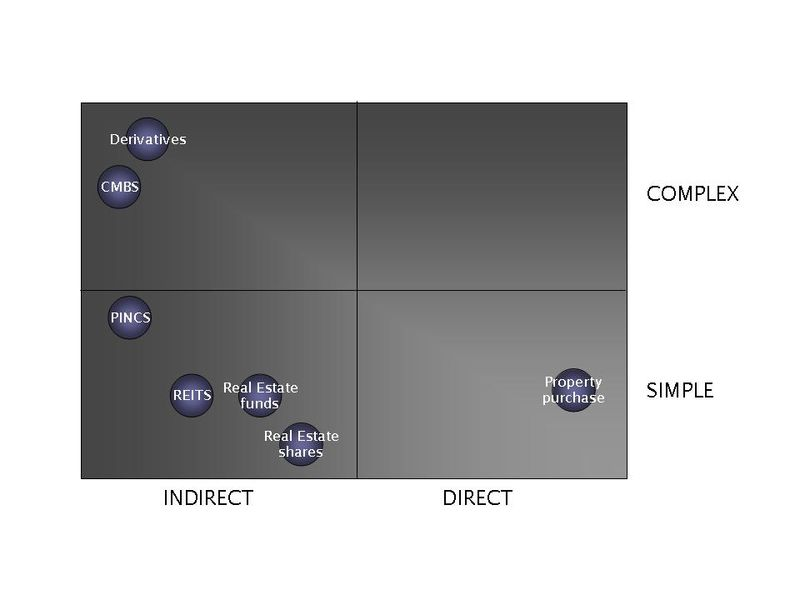 Derivatives
CMBS
COMPLEX
PINCS
REITS
Real Estate
funds
Real Estate
shares
Property
purchase
SIMPLE
INDIRECT
DIRECT